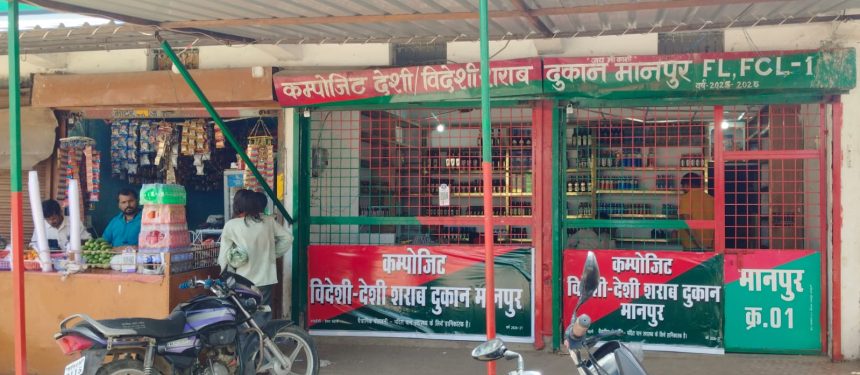 कम्पोजिट देशी/विदेशी शराब
दुकान मानपुर FL, FCL-1
वर्ष-2025-2026
कम्पोजिट
विदेशी-देशी शराब दुकान मानपुर
कम्पोजिट
विदेशी-देशी शराब दुकान
मानपुर
मानपुर
क्र.01